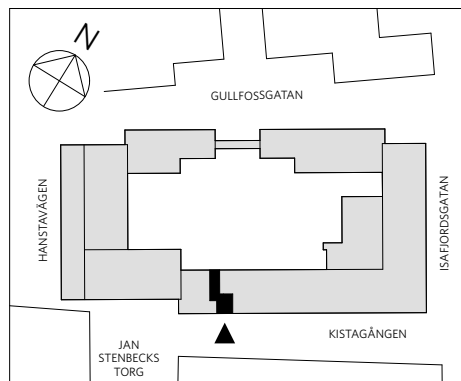 N
GULLFOSSGATAN
HANSTAVÄGEN
ISAFJORDSGATAN
KISTAGÅNGEN
JAN
STENBECKS
TORG